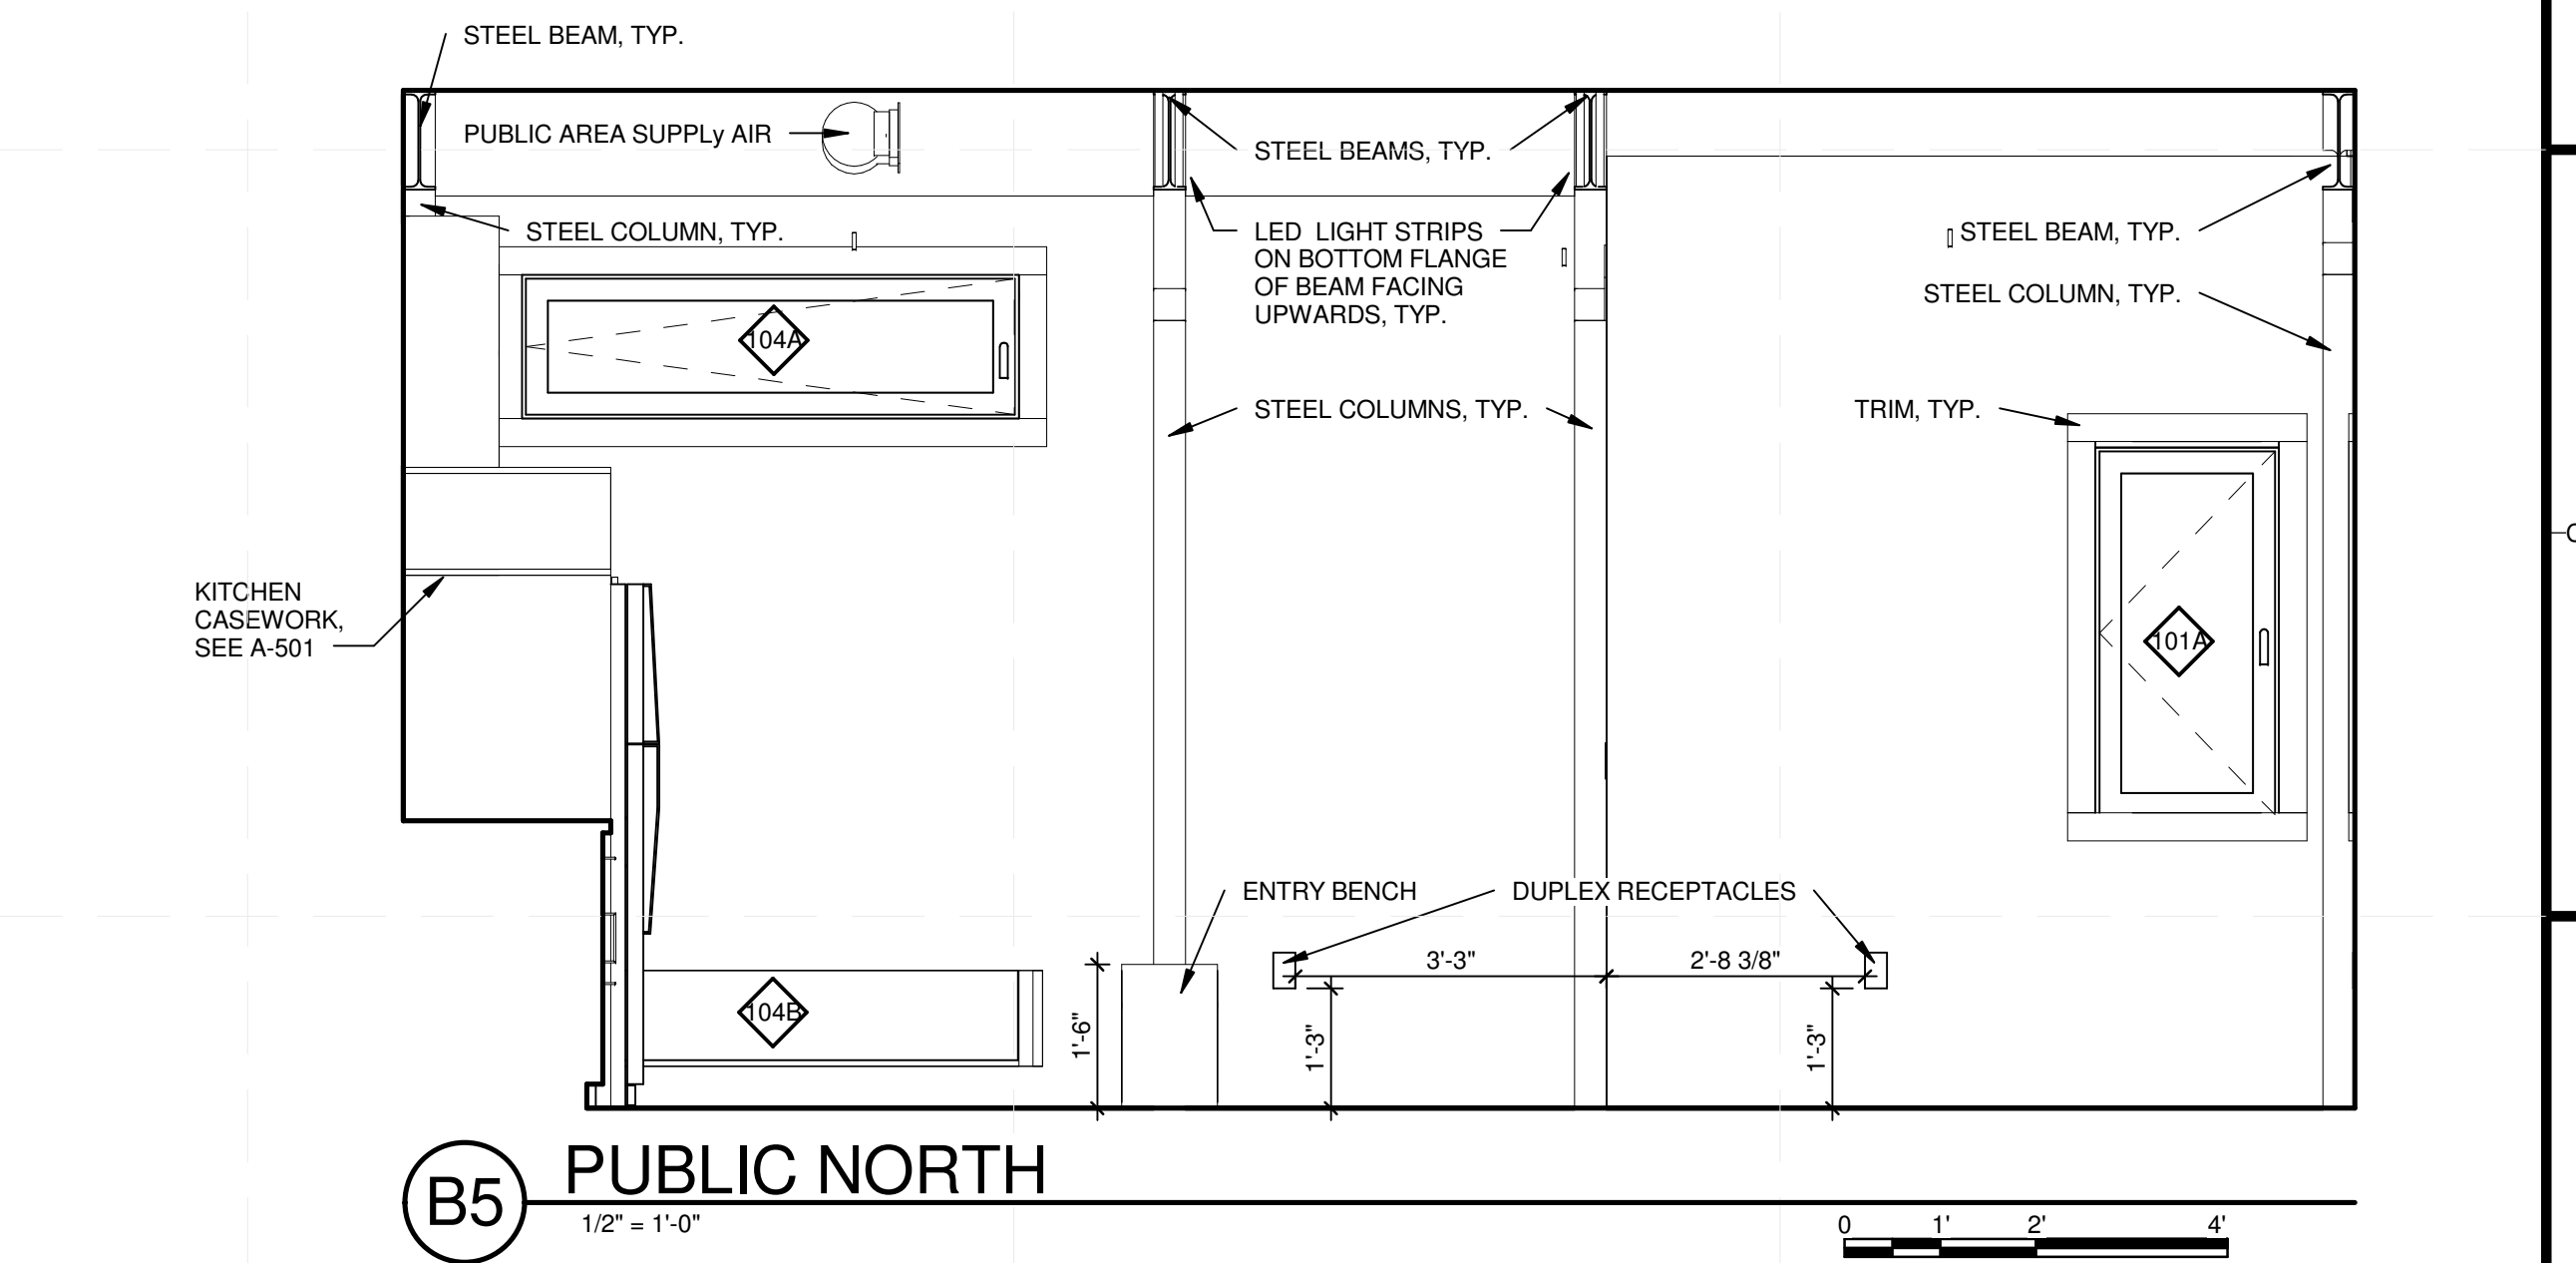 STEEL BEAM, TYP.
PUBLIC AREA SUPPLy AIR
STEEL BEAMS, TYP.
STEEL COLUMN, TYP.
LED LIGHT STRIPS
ON BOTTOM FLANGE
OF BEAM FACING
UPWARDS, TYP.
STEEL BEAM, TYP.
STEEL COLUMN, TYP.
104A
STEEL COLUMNS, TYP.
TRIM, TYP.
KITCHEN
CASEWORK,
SEE A-501
101A
ENTRY BENCH
DUPLEX RECEPTACLES
3'-3"
2'-8 3/8"
104B
1'-6"
1'-3"
1'-3"
B5
PUBLIC NORTH
1/2" = 1'-0"
0 1' 2' 4'